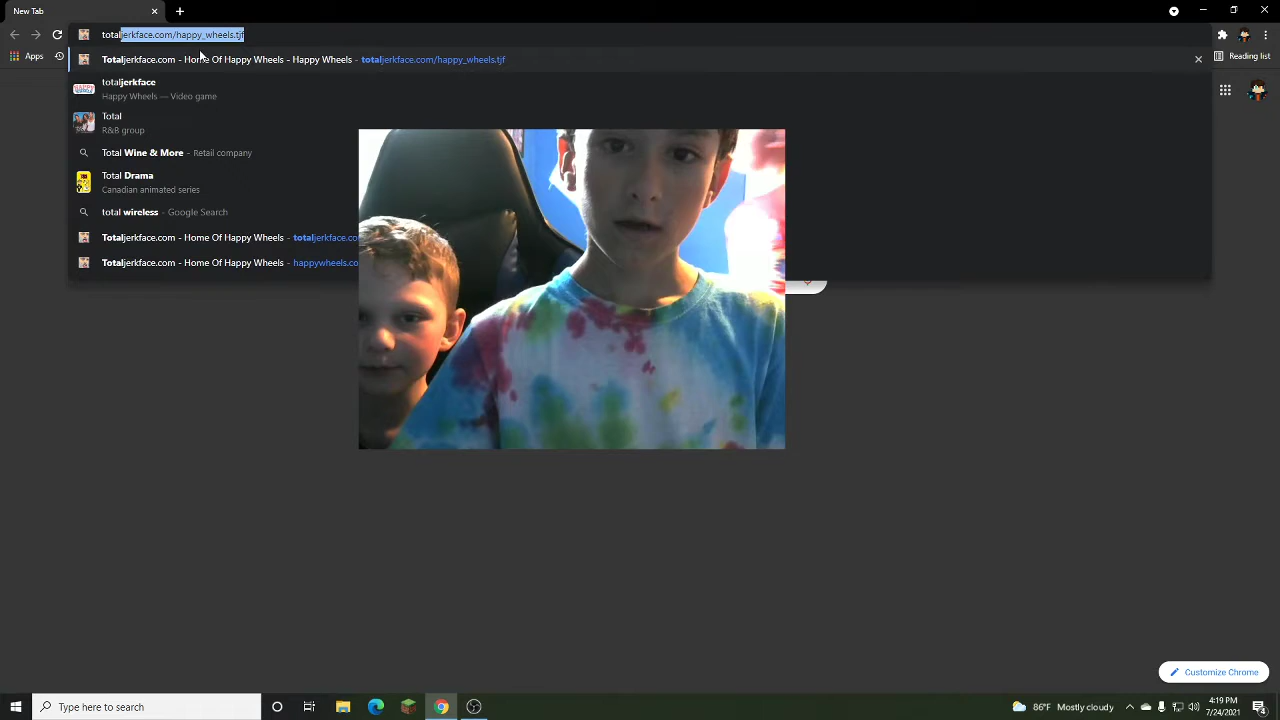 New Tab
totaljerkface.com/happy_wheels.tjf
Apps
Reading list
Totaljerkface.com - Home Of Happy Wheels - Happy Wheels - totaljerkface.com/happy_wheels.tjf
totaljerkface
Happy Wheels — Video game
Total
R&B group
Total Wine & More - Retail company
Total Drama
Canadian animated series
total wireless - Google Search
Totaljerkface.com - Home Of Happy Wheels - totaljerkface.co
Totaljerkface.com - Home Of Happy Wheels - happywheels.co
Customize Chrome
Type here to search
86°F Mostly cloudy
4:19 PM
7/24/2021